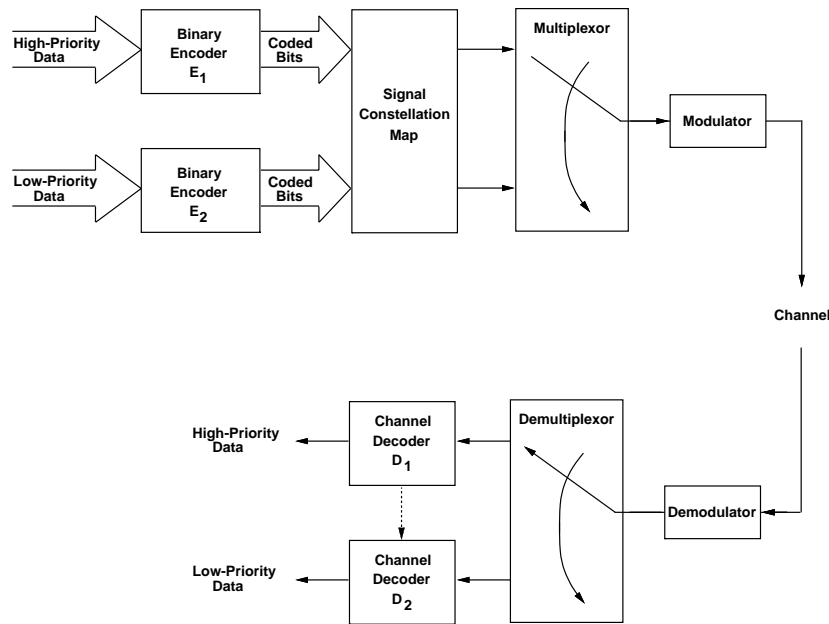 High-Priority
Data
Binary
Encoder
E1
Coded
Bits
Signal
Constellation
Map
Multiplexor
Modulator
Low-Priority
Data
Binary
Encoder
E2
Coded
Bits
Channel
High-Priority
Data
Channel
Decoder
D1
Demultiplexor
Demodulator
Low-Priority
Data
Channel
Decoder
D2